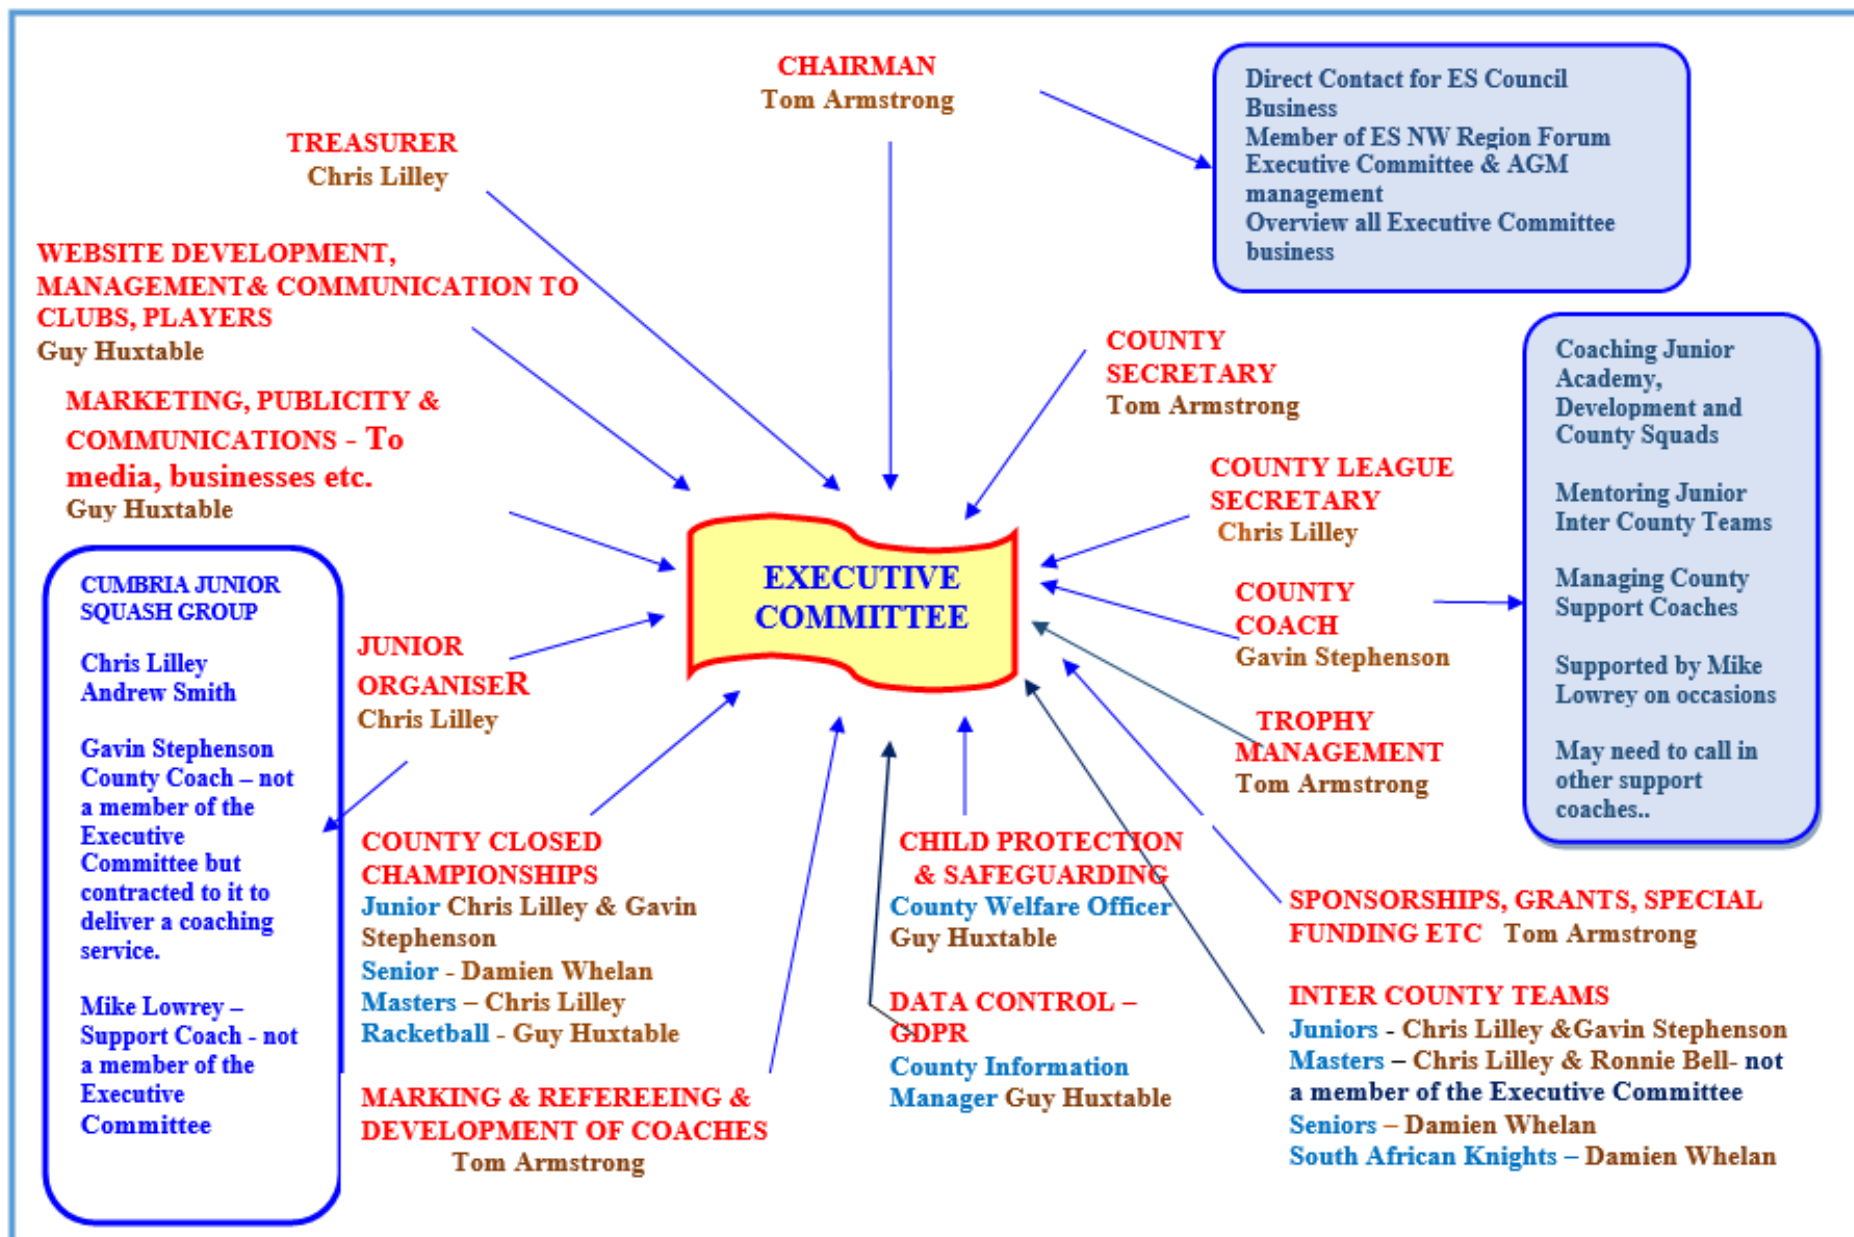 CHAIRMAN
Tom Armstrong
Direct Contact for ES Council
Business
Member of ES NW Region Forum
Executive Committee & AGM
management
Overview all Executive Committee
business
TREASURER
Chris Lilley
WEBSITE DEVELOPMENT,
MANAGEMENT& COMMUNICATION TO
CLUBS, PLAYERS
Guy Huxtable
MARKETING, PUBLICITY &
COMMUNICATIONS - To
media, businesses etc.
Guy Huxtable
COUNTY
SECRETARY
Tom Armstrong
COUNTY LEAGUE
SECRETARY
Chris Lilley
COUNTY
COACH
Gavin Stephenson
Coaching Junior
Academy,
Development and
County Squads
Mentoring Junior
Inter County Teams
Managing County
Support Coaches
Supported by Mike
Lowrey on occasions
May need to call in
other support
coaches..
EXECUTIVE
COMMITTEE
CUMBRIA JUNIOR
SQUASH GROUP
Chris Lilley
Andrew Smith
Gavin Stephenson
County Coach – not
a member of the
Executive
Committee but
contracted to it to
deliver a coaching
service.
Mike Lowrey –
Support Coach - not
a member of the
Executive
Committee
JUNIOR
ORGANISER
Chris Lilley
TROPHY
MANAGEMENT
Tom Armstrong
COUNTY CLOSED
CHAMPIONSHIPS
Junior Chris Lilley & Gavin
Stephenson
Senior - Damien Whelan
Masters – Chris Lilley
Racketball - Guy Huxtable
CHILD PROTECTION
& SAFEGUARDING
County Welfare Officer
Guy Huxtable
SPONSORSHIPS, GRANTS, SPECIAL
FUNDING ETC Tom Armstrong
DATA CONTROL –
GDPR
County Information
Manager Guy Huxtable
INTER COUNTY TEAMS
Juniors - Chris Lilley &Gavin Stephenson
Masters – Chris Lilley & Ronnie Bell- not
a member of the Executive Committee
Seniors – Damien Whelan
South African Knights – Damien Whelan
MARKING & REFEREEING &
DEVELOPMENT OF COACHES
Tom Armstrong